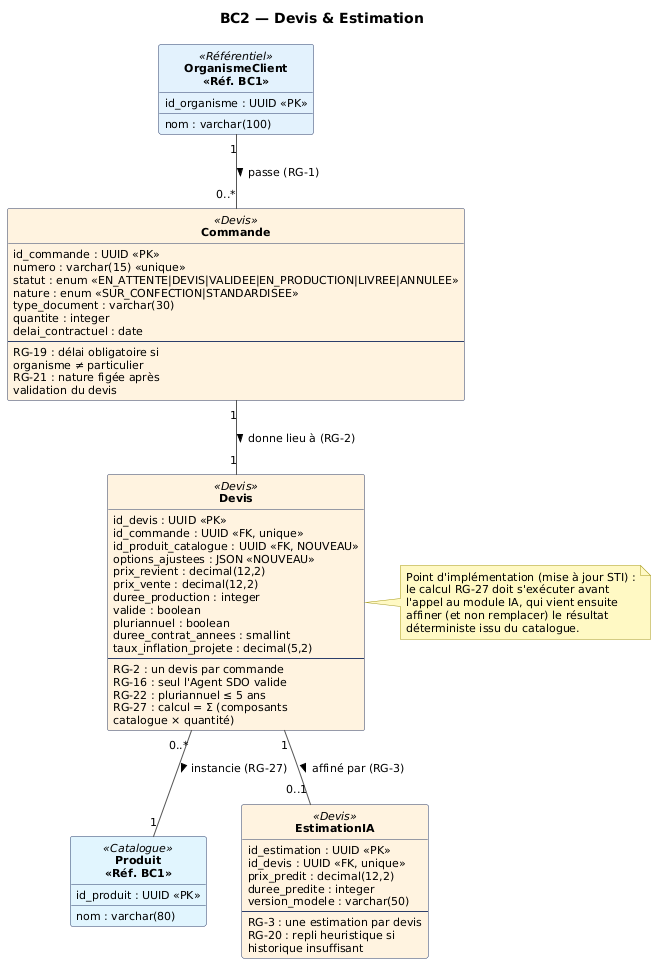 BC2 — Devis & Estimation
«Référentiel»
OrganismeClient
«Réf. BC1»
id_organisme : UUID «PK»
nom : varchar(100)
1
passe (RG-1)
0..*
«Devis»
Commande
id_commande : UUID «PK»
numero : varchar(15) «unique»
statut : enum «EN_ATTENTE|DEVIS|VALIDEE|EN_PRODUCTION|LIVREE|ANNULEE»
nature : enum «SUR_CONFECTION|STANDARDISEE»
type_document : varchar(30)
quantite : integer
delai_contractuel : date
RG-19 : délai obligatoire si
organisme ≠ particulier
RG-21 : nature figée après
validation du devis
1
donne lieu à (RG-2)
1
«Devis»
Devis
id_devis : UUID «PK»
id_commande : UUID «FK, unique»
id_produit_catalogue : UUID «FK, NOUVEAU»
options_ajustees : JSON «NOUVEAU»
prix_revient : decimal(12,2)
prix_vente : decimal(12,2)
duree_production : integer
valide : boolean
pluriannuel : boolean
duree_contrat_annees : smallint
taux_inflation_projete : decimal(5,2)
RG-2 : un devis par commande
RG-16 : seul l'Agent SDO valide
RG-22 : pluriannuel ≤ 5 ans
RG-27 : calcul = Σ (composants
catalogue × quantité)
Point d'implémentation (mise à jour STI) :
le calcul RG-27 doit s'exécuter avant
l'appel au module IA, qui vient ensuite
affiner (et non remplacer) le résultat
déterministe issu du catalogue.
0..*
1
instancie (RG-27)
affiné par (RG-3)
0..1
1
«Catalogue»
Produit
«Réf. BC1»
id_produit : UUID «PK»
nom : varchar(80)
«Devis»
EstimationIA
id_estimation : UUID «PK»
id_devis : UUID «FK, unique»
prix_predit : decimal(12,2)
duree_predite : integer
version_modele : varchar(50)
RG-3 : une estimation par devis
RG-20 : repli heuristique si
historique insuffisant